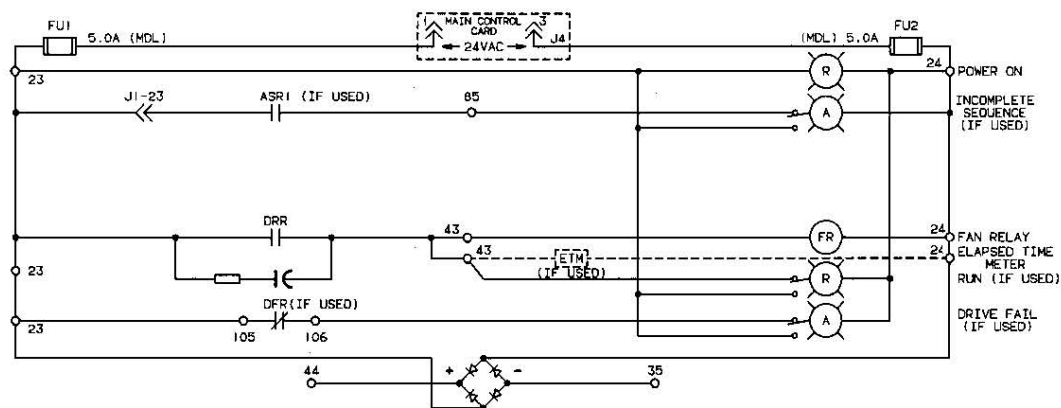 FU1
5.0A (MDL)
1 MAIN CONTROL 3
CARD
24VAC
J4
(MDL) 5.0A
FU2
23
R
24
POWER ON
J1-23
ASR1 (IF USED)
85
A
INCOMPLETE
SEQUENCE
(IF USED)
DRR
43
FR
24
FAN RELAY
43
ETM
(IF USED)
24
ELAPSED TIME
METER
23
R
RUN (IF USED)
DFR(IF USED)
23
105
106
A
DRIVE FAIL
(IF USED)
44
+
-
35